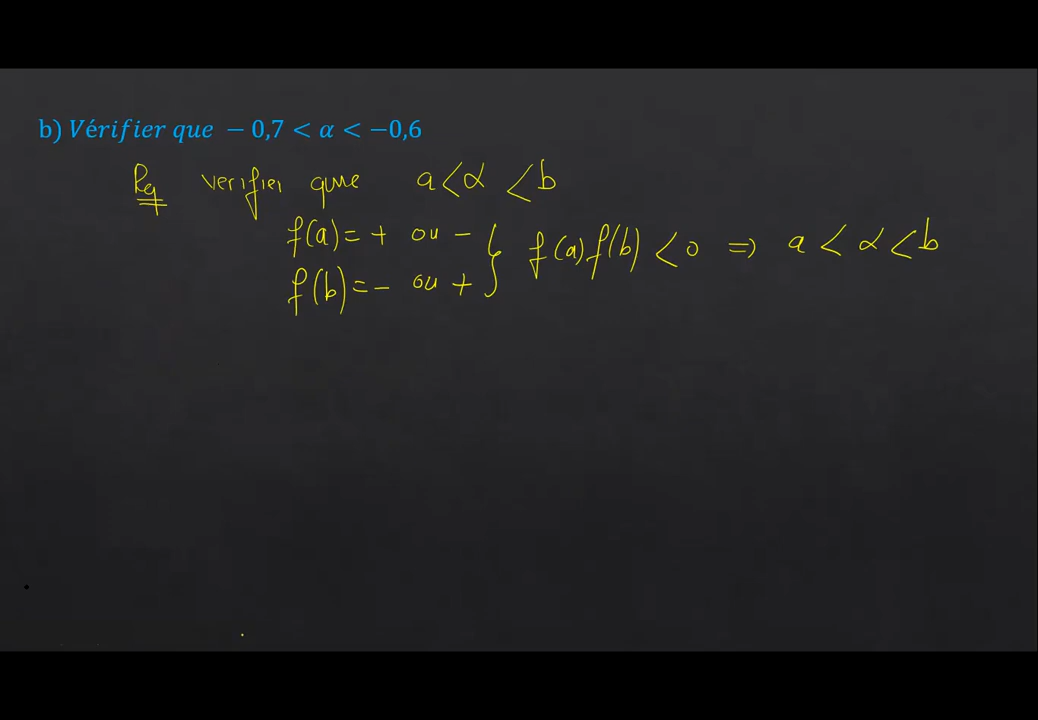 b) Vérifier que − 0,7 < α < −0,6
Rq verifier que a < α < b
f(a) = + ou − } f(a) f(b) < 0 ⇒ a < α < b
f(b) = − ou +